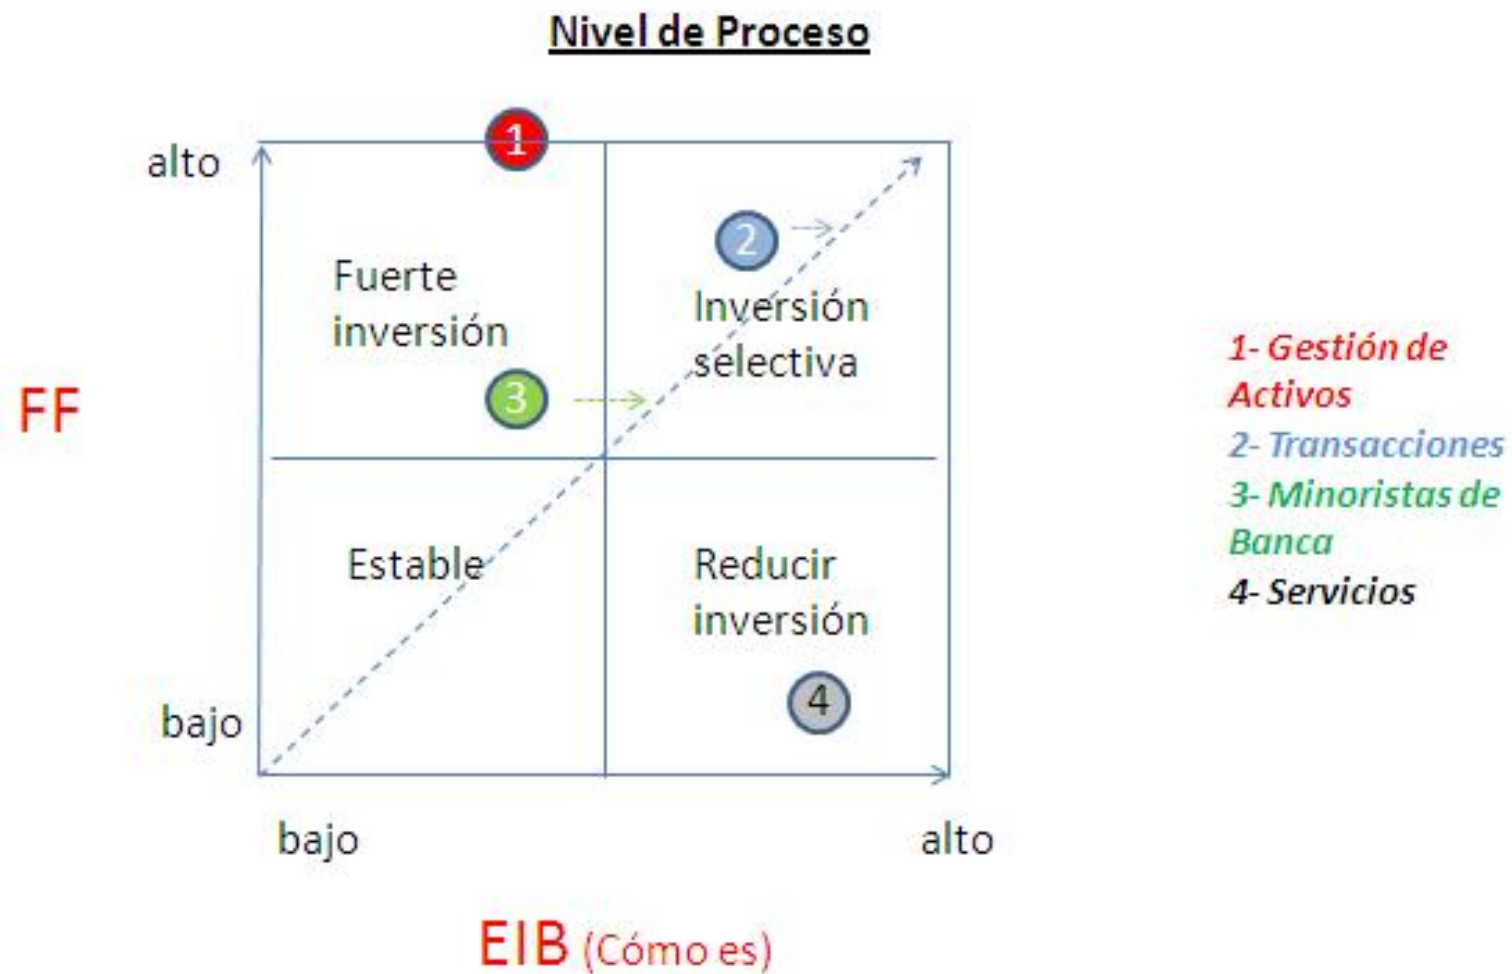 Nivel de Proceso
alto
1
2
Fuerte
inversión
Inversión
selectiva
FF
3
1- Gestión de
Activos
2- Transacciones
3- Minoristas de
Banca
4- Servicios
Estable
Reducir
inversión
4
bajo
bajo
alto
EIB (Cómo es)